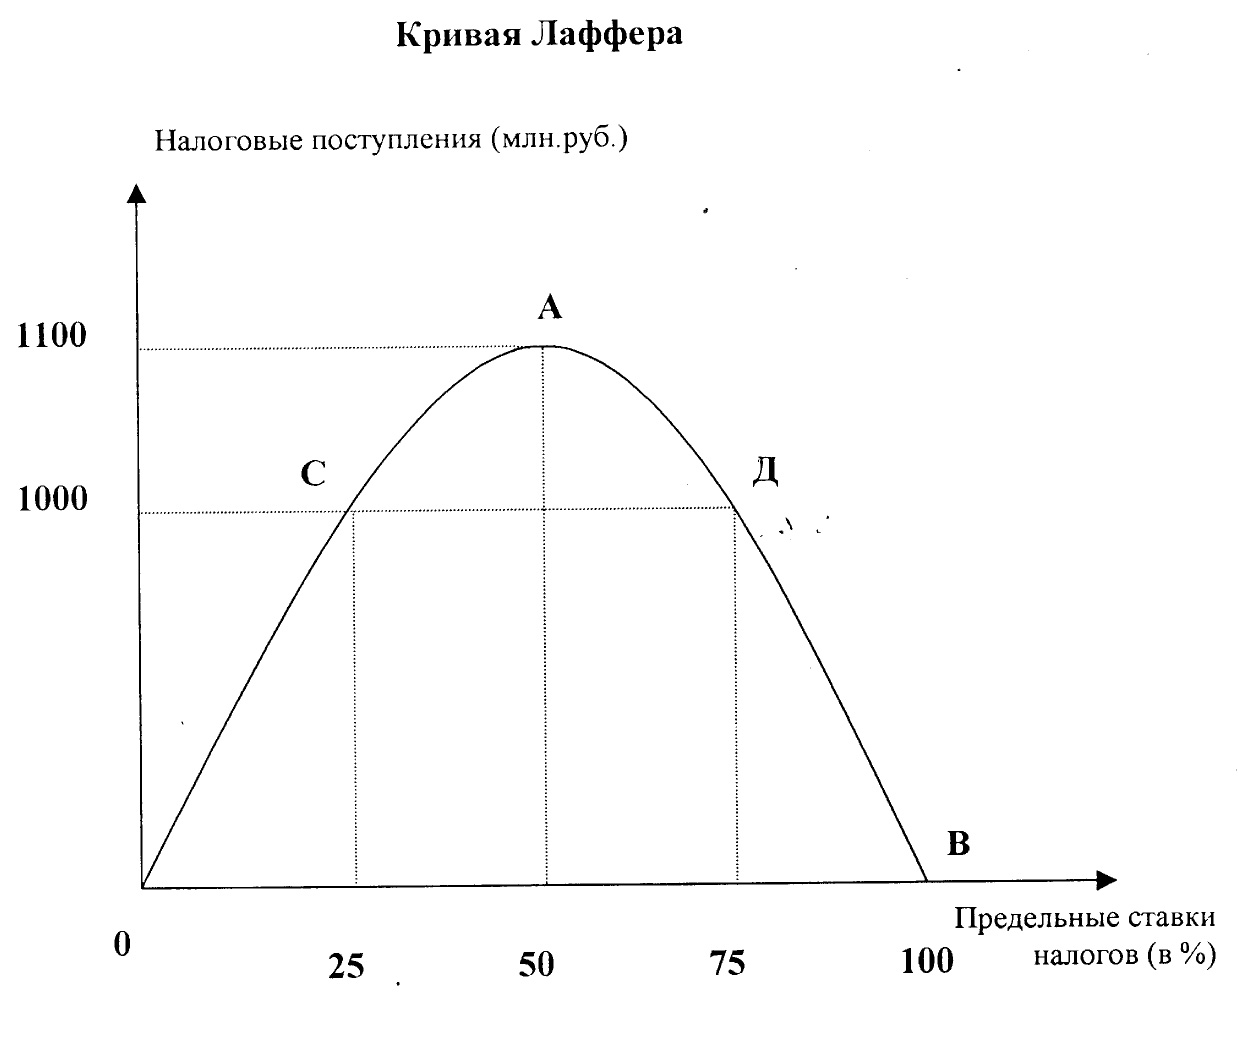 Кривая Лаффера
Налоговые поступления (млн.руб.)
А
1100
С
Д
1000
В
Предельные ставки
налогов (в %)
0
25
50
75
100